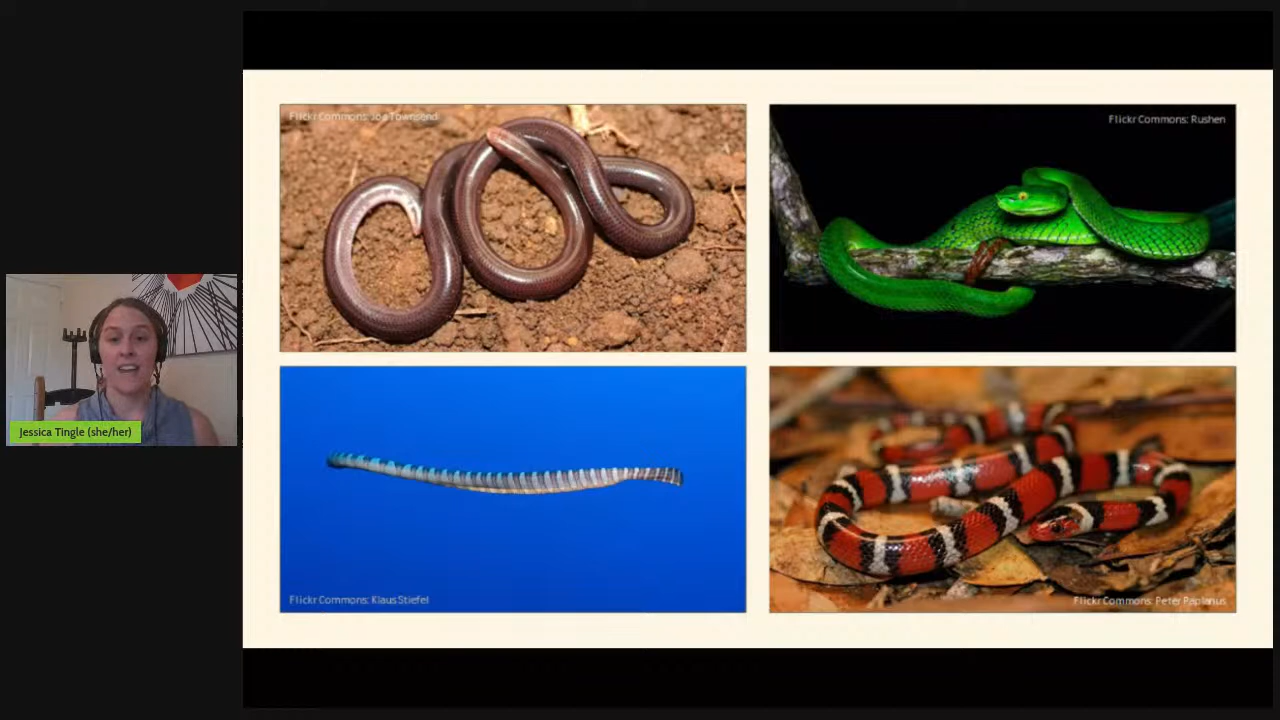 Flickr Commons: Joe Townsend
Flickr Commons: Rushen
Jessica Tingle (she/her)
Flickr Commons: Klaus Stiefel
Flickr Commons: Peter Paplanus